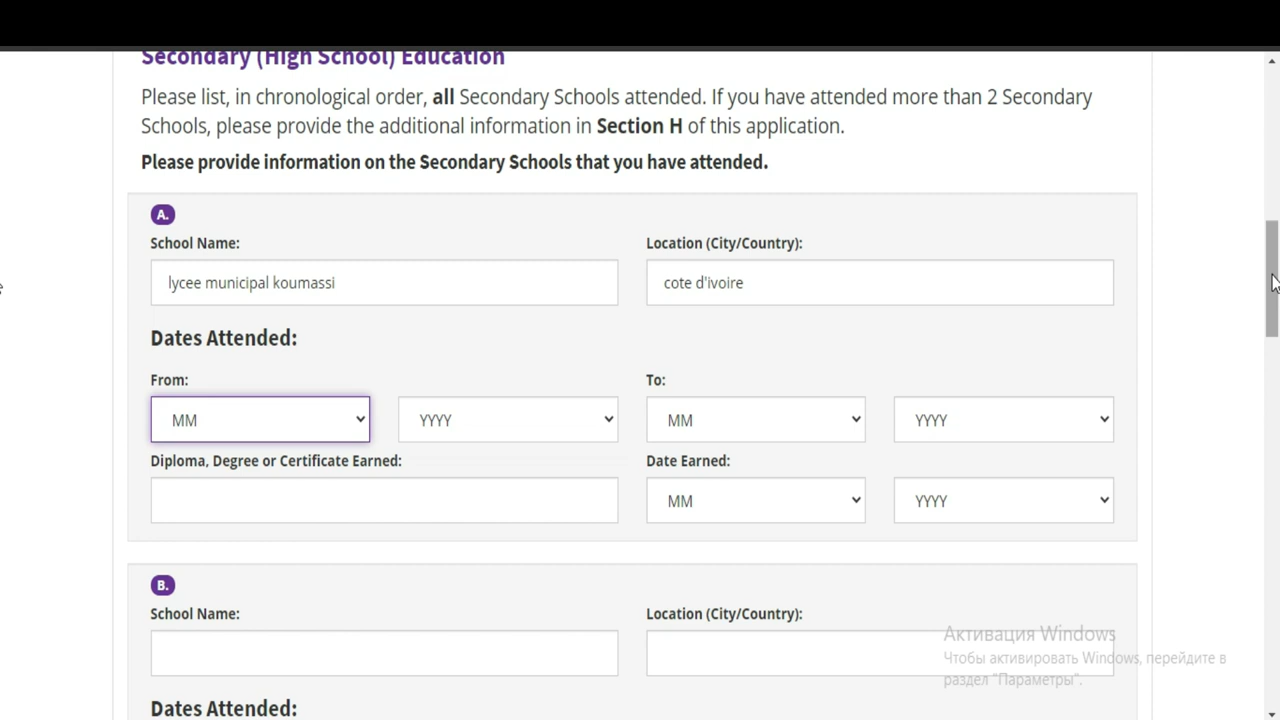 Secondary (High School) Education
Please list, in chronological order, all Secondary Schools attended. If you have attended more than 2 Secondary
Schools, please provide the additional information in Section H of this application.
Please provide information on the Secondary Schools that you have attended.
A.
School Name: Location (City/Country):
lycee municipal koumassi cote d'ivoire
Dates Attended:
From: To:
MM YYYY MM YYYY
Diploma, Degree or Certificate Earned: Date Earned:
MM YYYY
B.
School Name: Location (City/Country):
Активация Windows
Чтобы активировать Windows, перейдите в
раздел "Параметры".
Dates Attended: